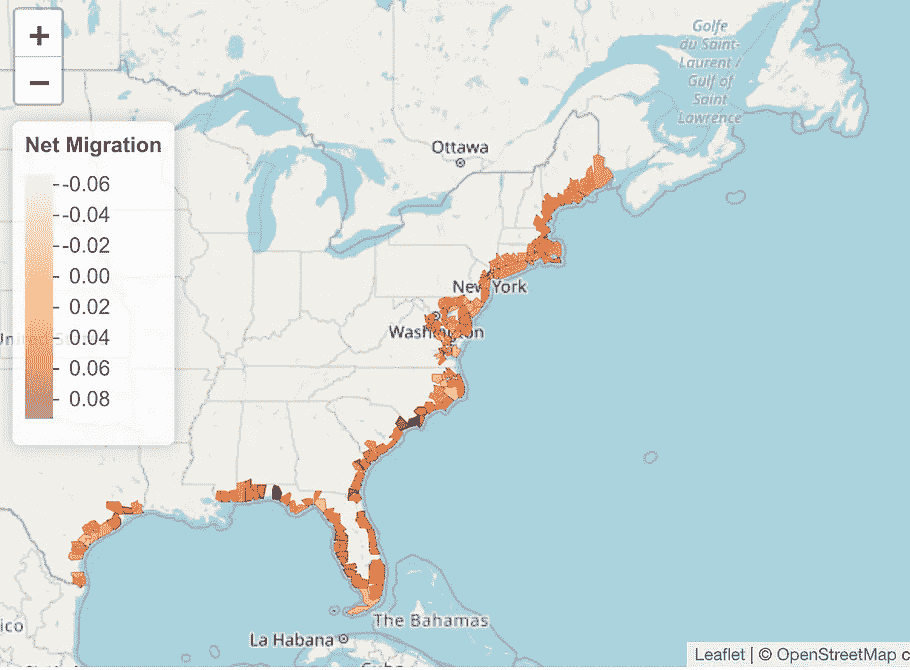 +
−
Net Migration
-0.06
-0.04
-0.02
0.00
0.02
0.04
0.06
0.08
Golfe
du Saint-
Laurent /
Gulf of
Saint
Lawrence
Ottawa
New York
Washington
The Bahamas
La Habana
Cuba
ico
Leaflet | © OpenStreetMap c